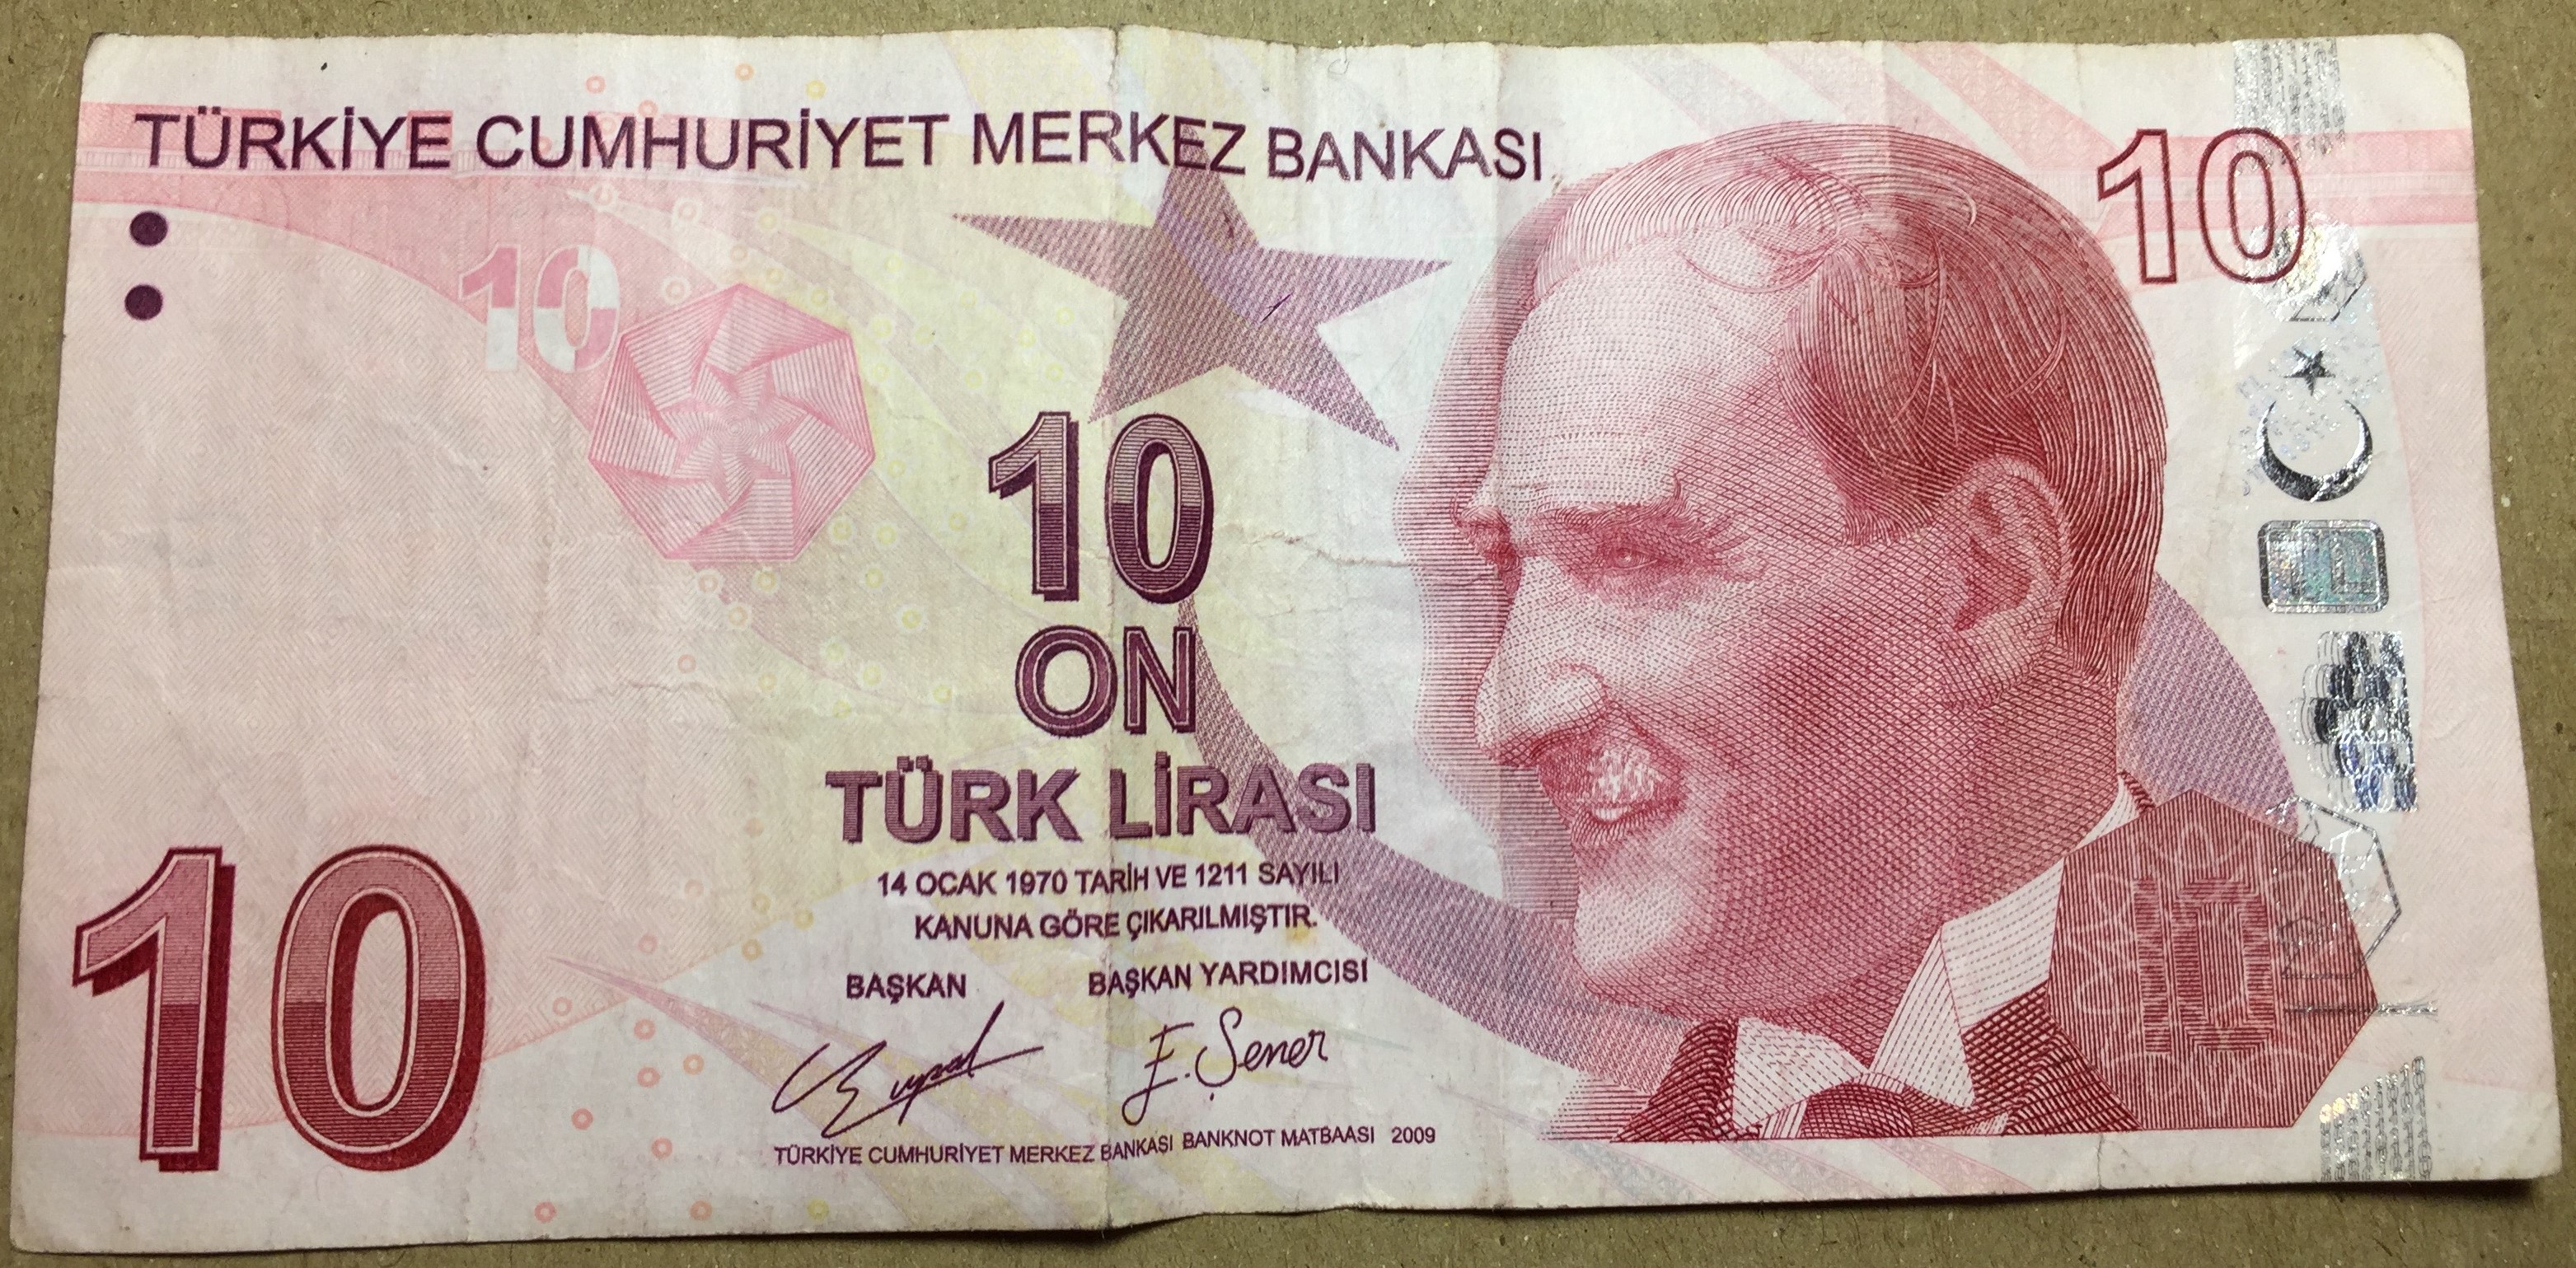 TÜRKİYE CUMHURİYET MERKEZ BANKASI
10
10
10
ON
TÜRK LİRASI
14 OCAK 1970 TARİH VE 1211 SAYILI
KANUNA GÖRE ÇIKARILMIŞTIR.
BAŞKAN BAŞKAN YARDIMCISI
E. Şener
10
10
TÜRKİYE CUMHURİYET MERKEZ BANKASI BANKNOT MATBAASI 2009